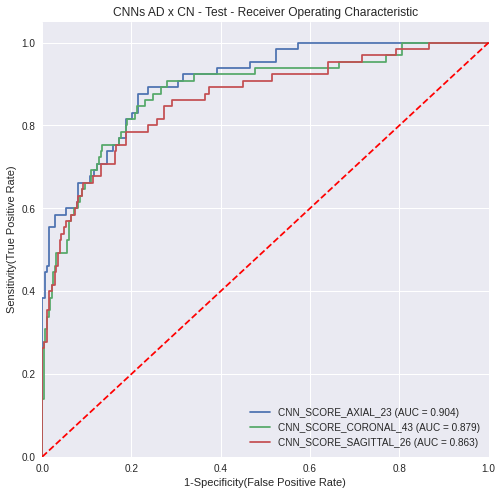 CNNs AD x CN - Test - Receiver Operating Characteristic
Sensitivity(True Positive Rate)
1.0
0.8
0.6
0.4
0.2
0.0
CNN_SCORE_AXIAL_23 (AUC = 0.904)
CNN_SCORE_CORONAL_43 (AUC = 0.879)
CNN_SCORE_SAGITTAL_26 (AUC = 0.863)
0.0 0.2 0.4 0.6 0.8 1.0
1-Specificity(False Positive Rate)